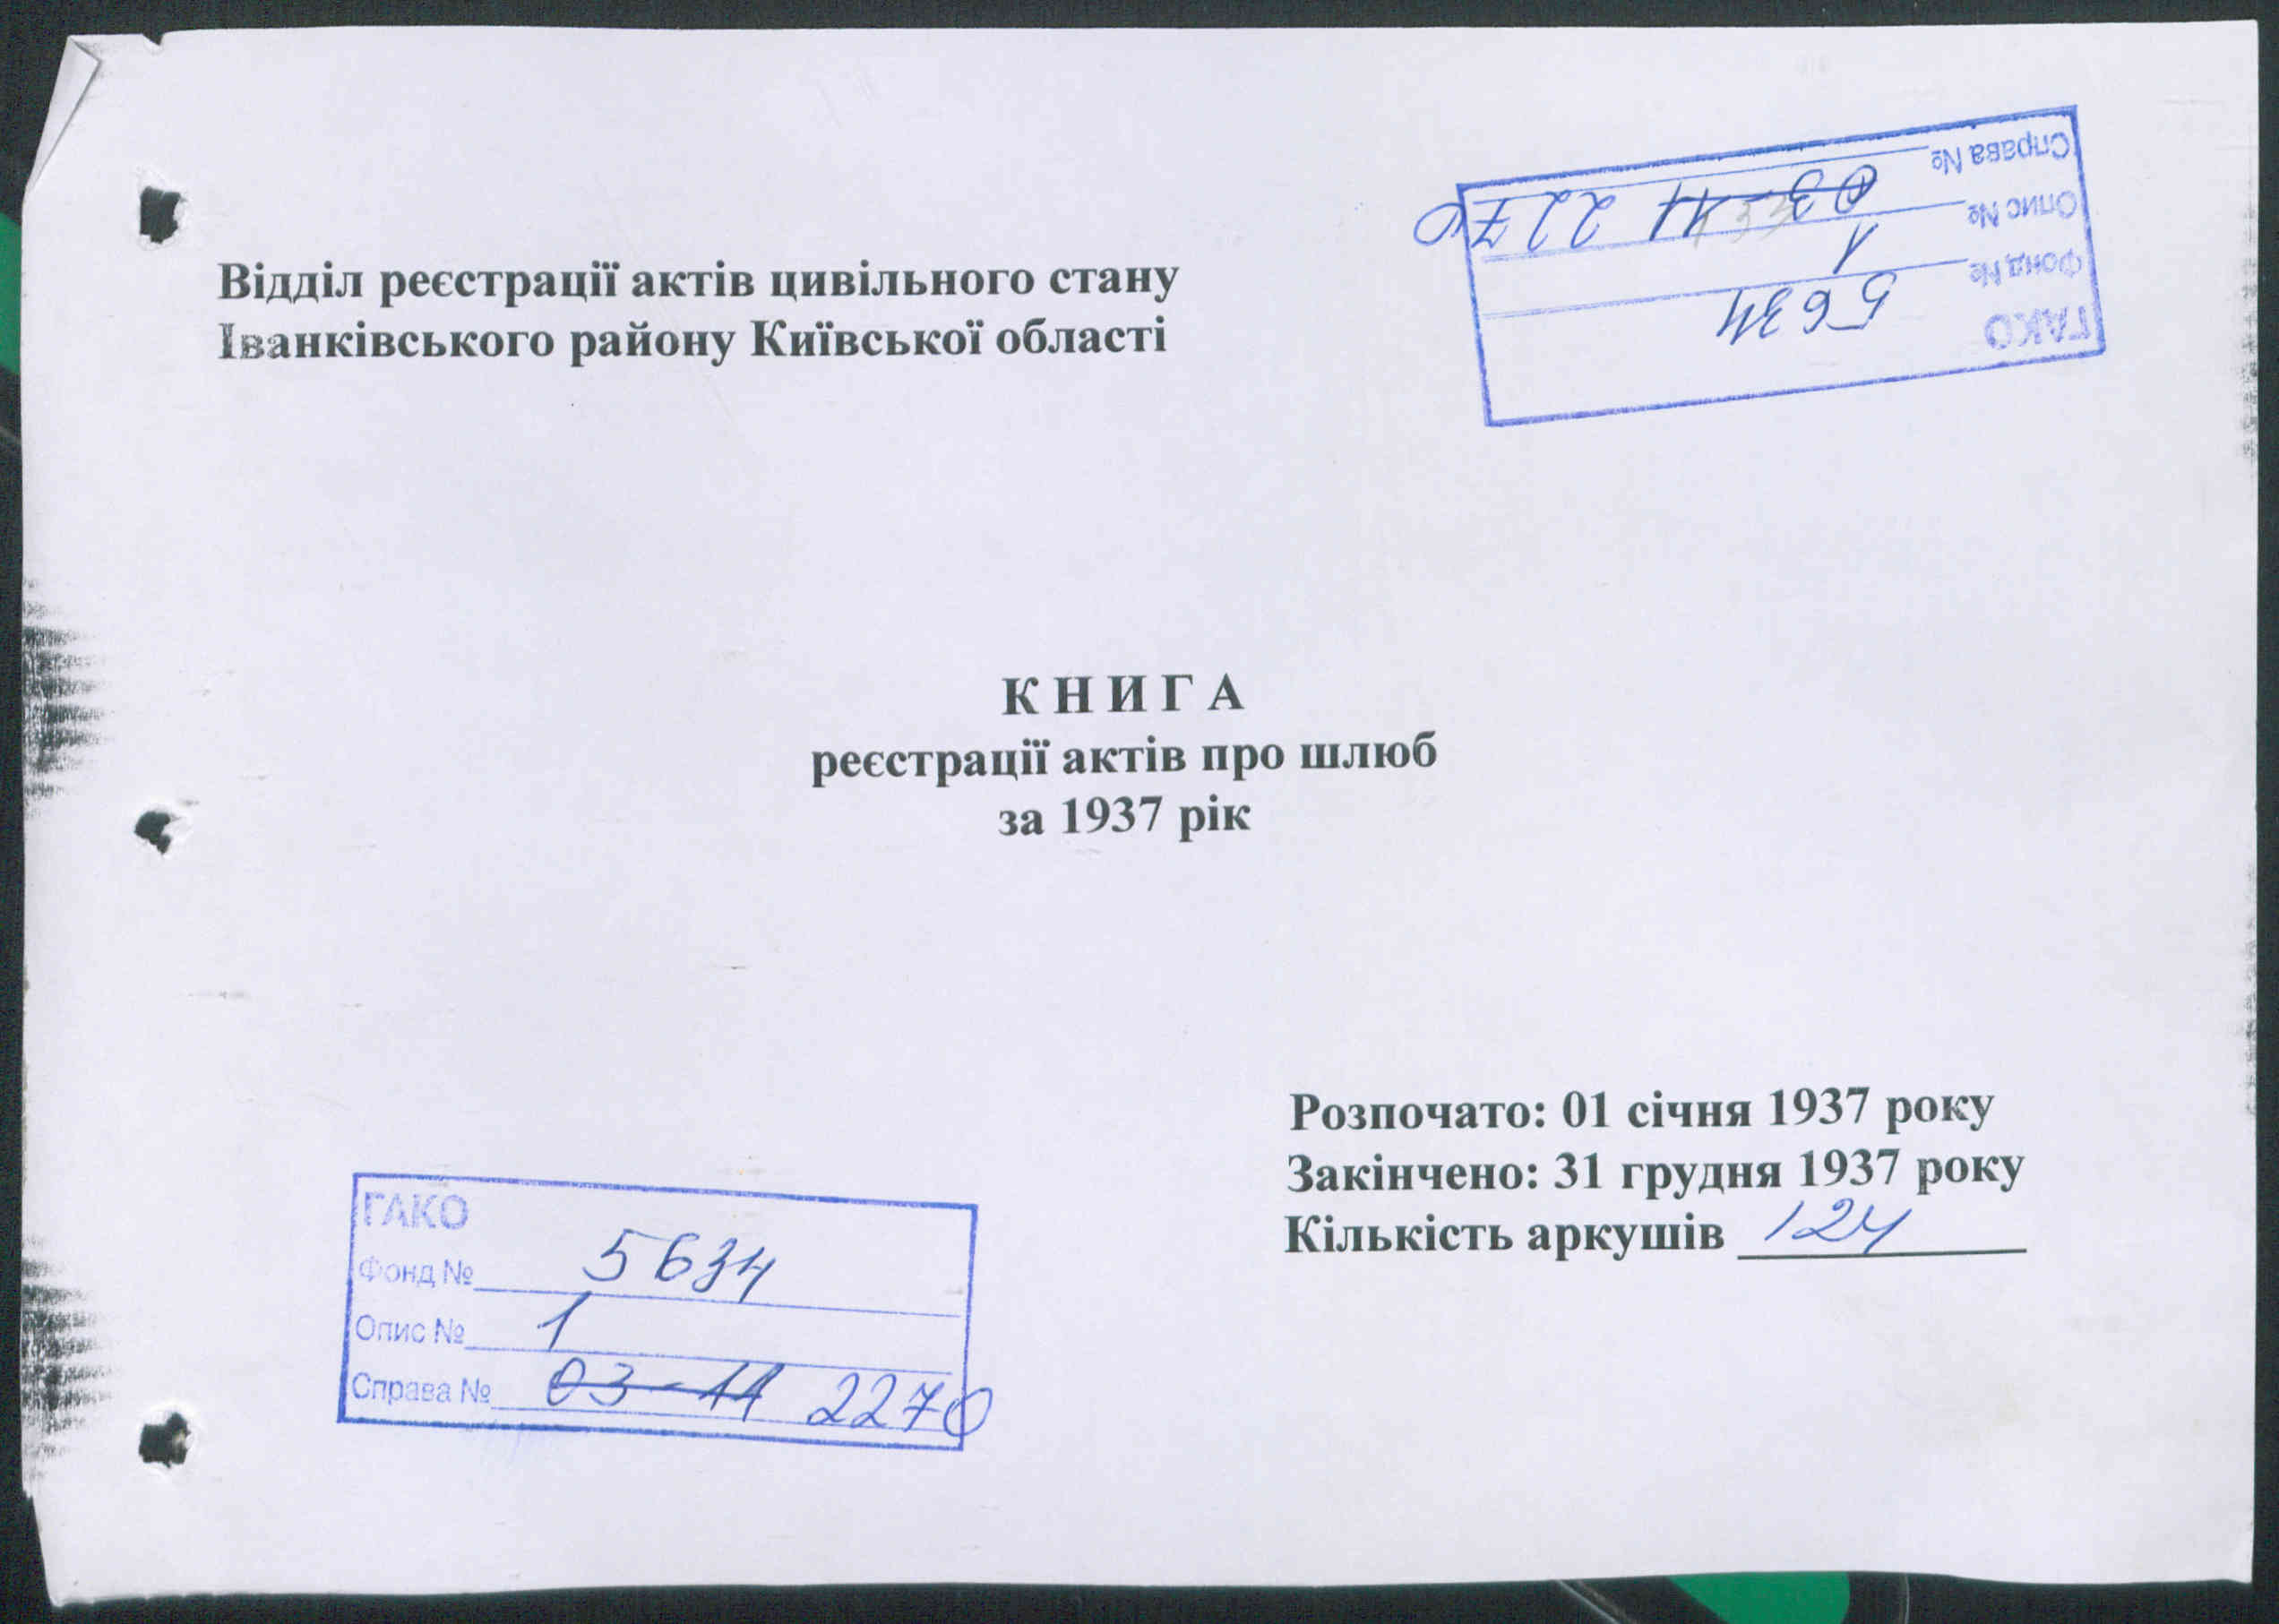 Відділ реєстрації актів цивільного стану
Іванківського району Київської області
ГАКО
Фонд № 5634
Опис № 1
Справа № 03-11 2270
К Н И Г А
реєстрації актів про шлюб
за 1937 рік
Розпочато: 01 січня 1937 року
Закінчено: 31 грудня 1937 року
Кількість аркушів 124
ГАКО
Фонд № 5634
Опис № 1
Справа № 03-11 2270